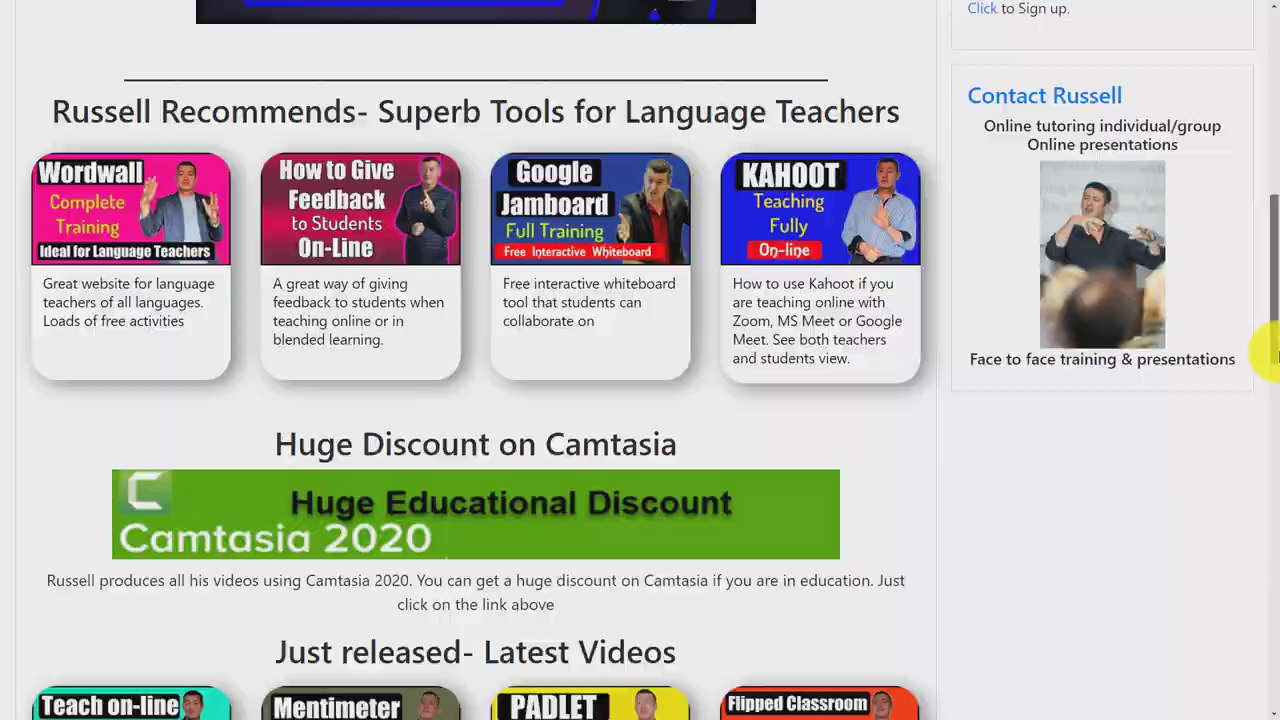 Click to Sign up.
Russell Recommends- Superb Tools for Language Teachers
Wordwall
Complete
Training
Ideal for Language Teachers
Great website for language
teachers of all languages.
Loads of free activities
How to Give
Feedback
to Students
On-Line
A great way of giving
feedback to students when
teaching online or in
blended learning.
Google
Jamboard
Full Training
Free Interactive Whiteboard
Free interactive whiteboard
tool that students can
collaborate on
KAHOOT
Teaching
Fully
On-line
How to use Kahoot if you
are teaching online with
Zoom, MS Meet or Google
Meet. See both teachers
and students view.
Contact Russell
Online tutoring individual/group
Online presentations
Face to face training & presentations
Huge Discount on Camtasia
Huge Educational Discount
Camtasia 2020
Russell produces all his videos using Camtasia 2020. You can get a huge discount on Camtasia if you are in education. Just
click on the link above
Just released- Latest Videos
Teach on-line
Mentimeter
PADLET
Flipped Classroom